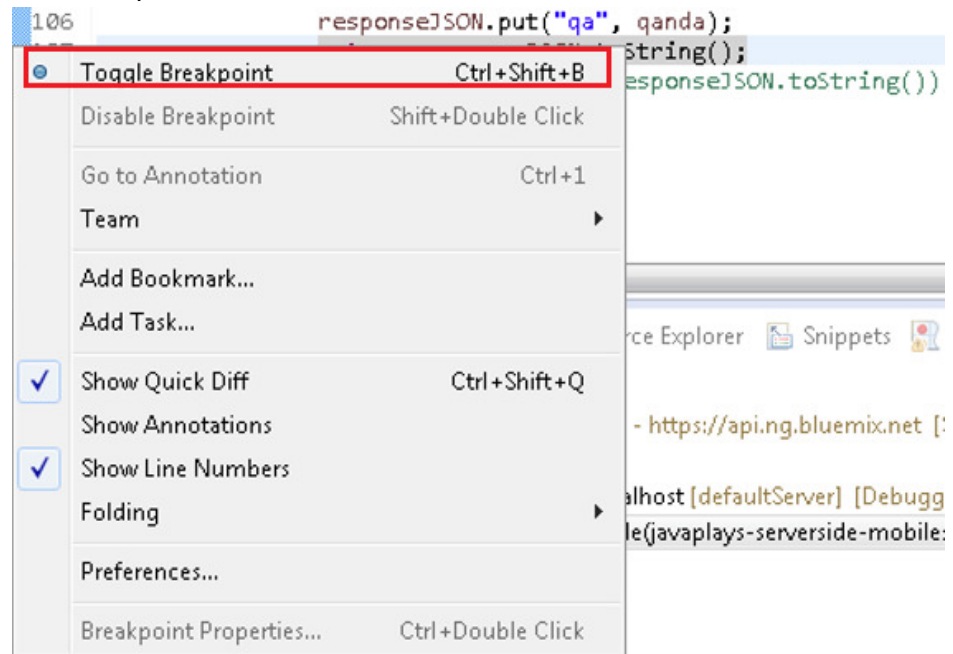 106 responseJSON.put("qa", qanda);
String();
Toggle Breakpoint Ctrl+Shift+B
esponseJSON.toString())
Disable Breakpoint Shift+Double Click
Go to Annotation Ctrl+1
Team
Add Bookmark...
Add Task...
rce Explorer Snippets
Show Quick Diff Ctrl+Shift+Q
Show Annotations
- https://api.ng.bluemix.net [
Show Line Numbers
alhost [defaultServer] [Debugg
Folding
le(javaplays-serverside-mobile
Preferences...
Breakpoint Properties... Ctrl+Double Click